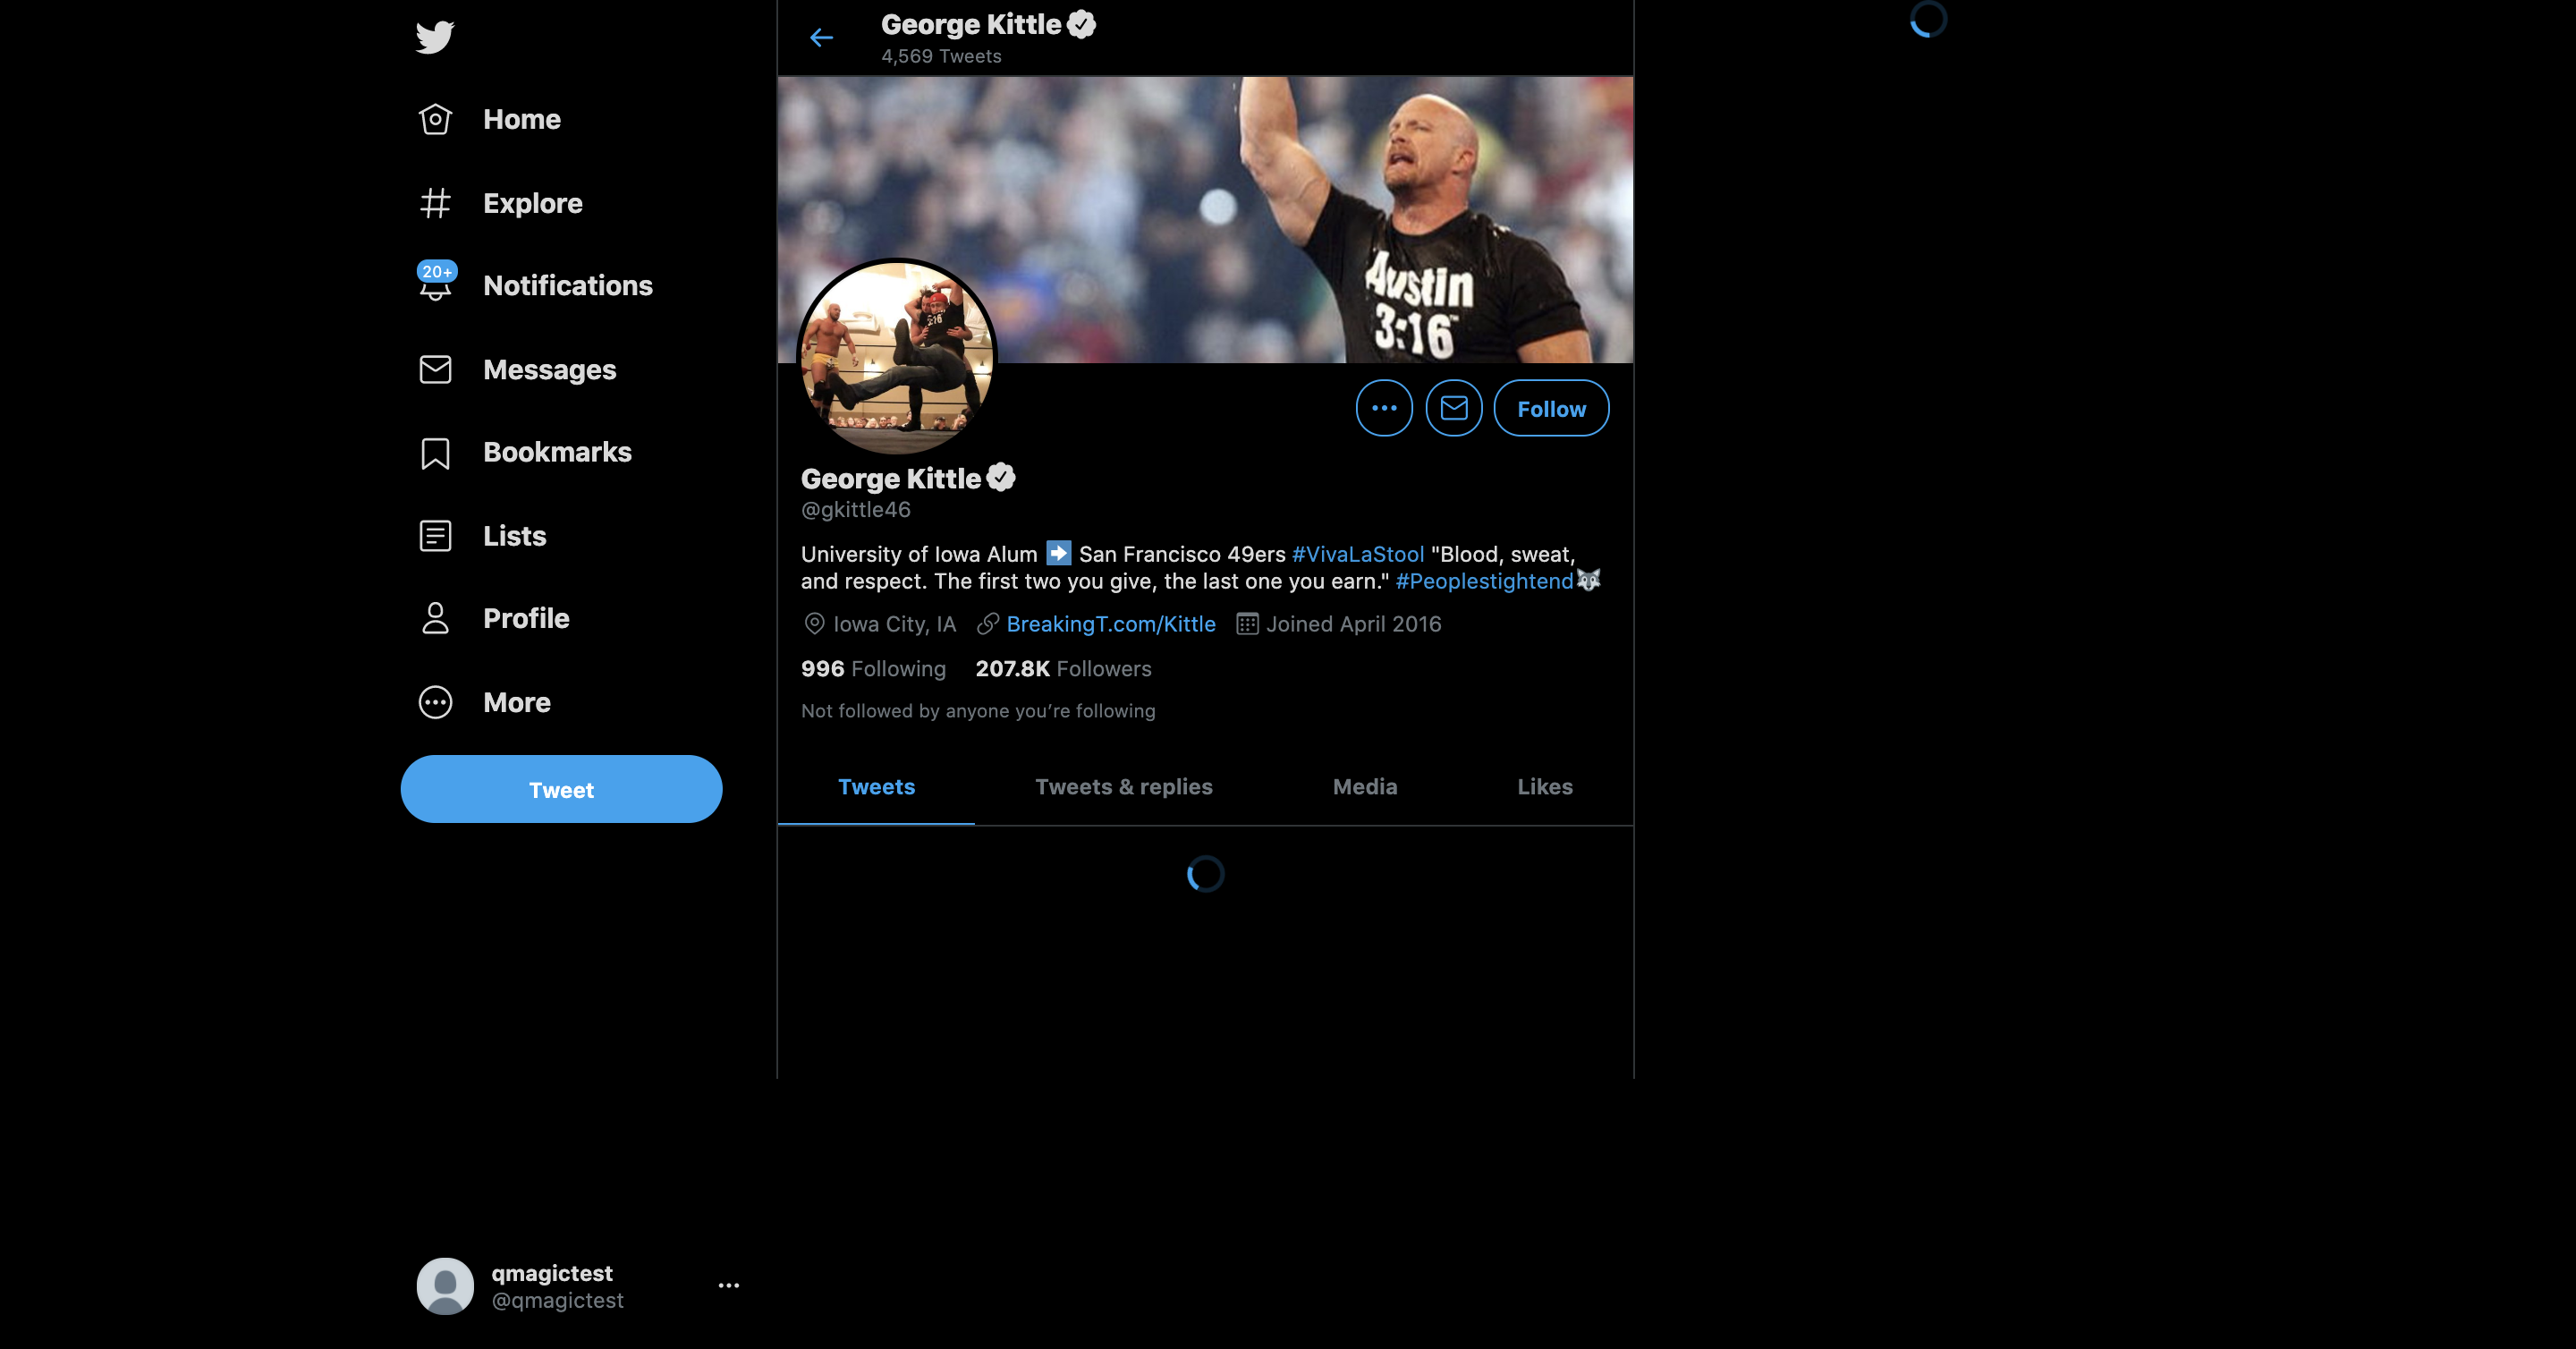 Home
Explore
20+
Notifications
Messages
Bookmarks
Lists
Profile
More
Tweet
qmagictest
@qmagictest
George Kittle
4,569 Tweets
Austin
3:16
3:16
Follow
George Kittle
@gkittle46
University of Iowa Alum ➡️ San Francisco 49ers #VivaLaStool "Blood, sweat,
and respect. The first two you give, the last one you earn." #Peoplestightend🐺
Iowa City, IA BreakingT.com/Kittle Joined April 2016
996 Following 207.8K Followers
Not followed by anyone you’re following
Tweets Tweets & replies Media Likes